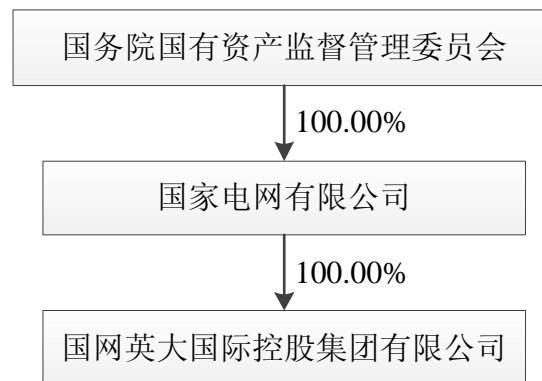 国务院国有资产监督管理委员会
100.00%
国家电网有限公司
100.00%
国网英大国际控股集团有限公司